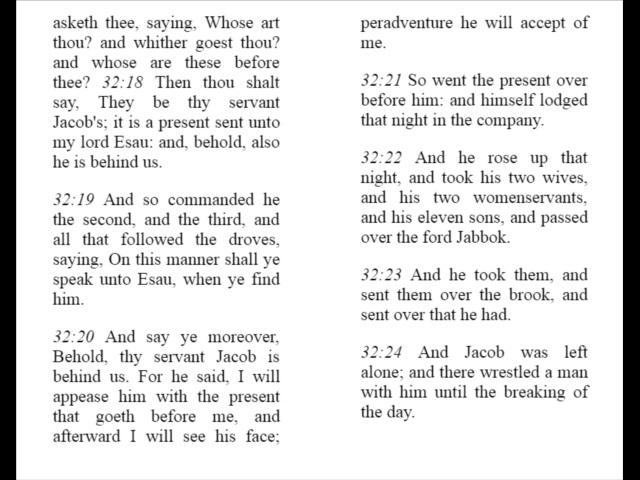 asketh thee, saying, Whose art
thou? and whither goest thou?
and whose are these before
thee? 32:18 Then thou shalt
say, They be thy servant
Jacob's; it is a present sent unto
my lord Esau: and, behold, also
he is behind us.
32:19 And so commanded he
the second, and the third, and
all that followed the droves,
saying, On this manner shall ye
speak unto Esau, when ye find
him.
32:20 And say ye moreover,
Behold, thy servant Jacob is
behind us. For he said, I will
appease him with the present
that goeth before me, and
afterward I will see his face;
peradventure he will accept of
me.
32:21 So went the present over
before him: and himself lodged
that night in the company.
32:22 And he rose up that
night, and took his two wives,
and his two womenservants,
and his eleven sons, and passed
over the ford Jabbok.
32:23 And he took them, and
sent them over the brook, and
sent over that he had.
32:24 And Jacob was left
alone; and there wrestled a man
with him until the breaking of
the day.